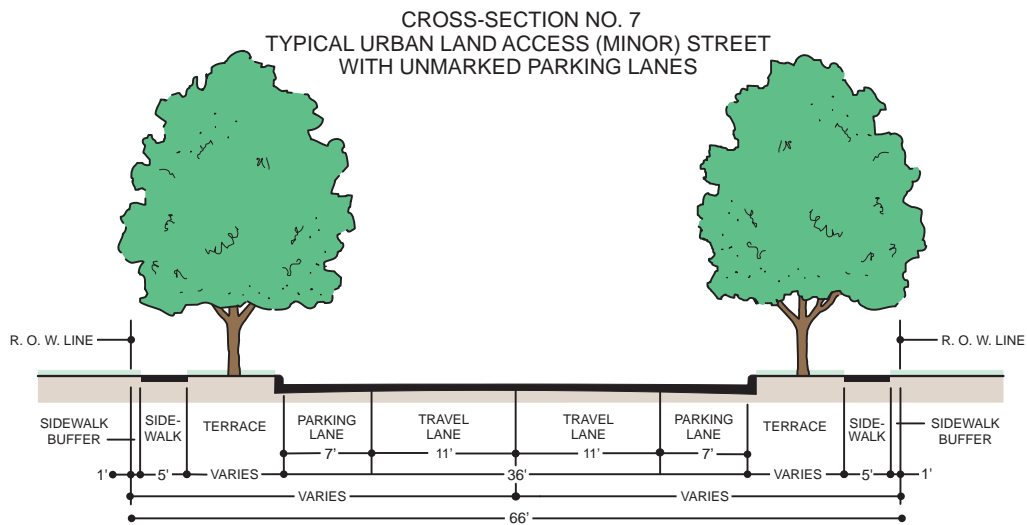 CROSS-SECTION NO. 7
TYPICAL URBAN LAND ACCESS (MINOR) STREET
WITH UNMARKED PARKING LANES
R. O. W. LINE
R. O. W. LINE
SIDEWALK
BUFFER
SIDE-
WALK
TERRACE
PARKING
LANE
TRAVEL
LANE
TRAVEL
LANE
PARKING
LANE
TERRACE
SIDE-
WALK
SIDEWALK
BUFFER
7'
11'
11'
7'
1'
5'
VARIES
36'
VARIES
5'
1'
VARIES
VARIES
66'